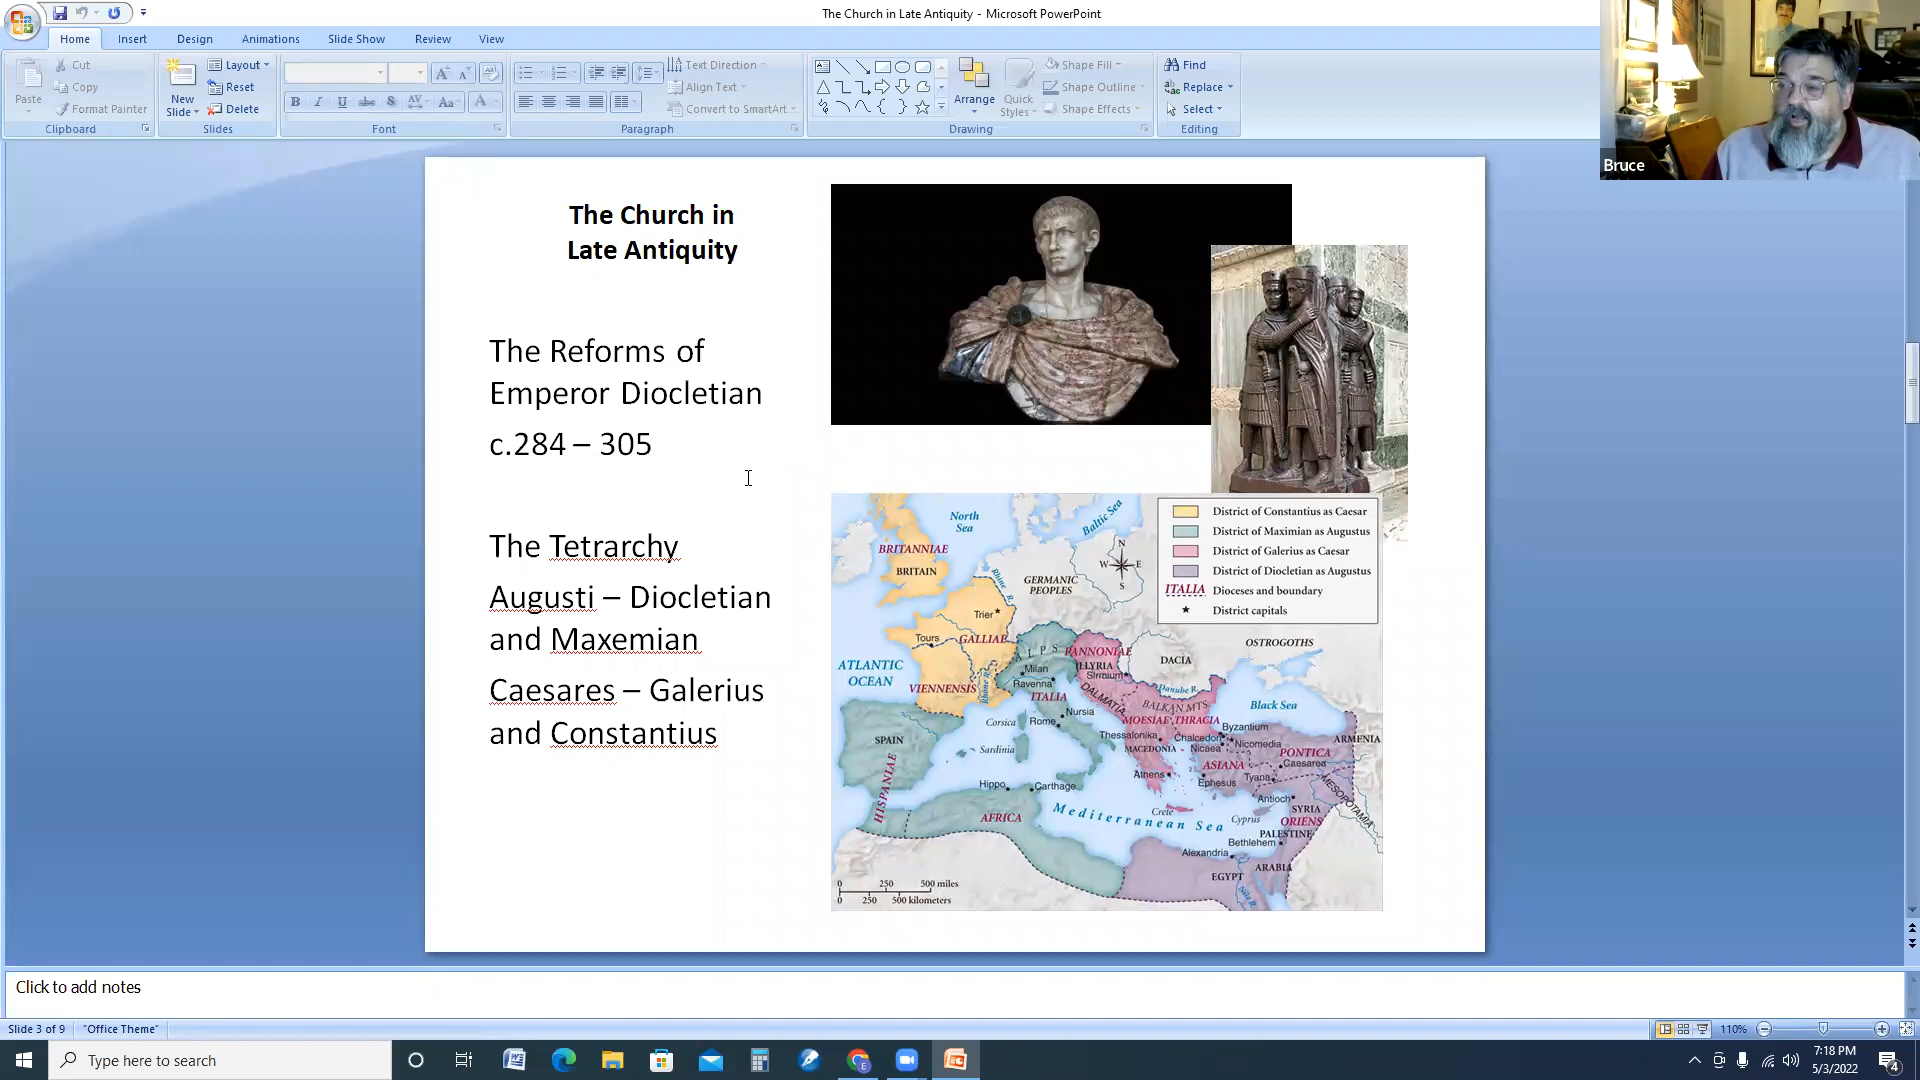 The Church in Late Antiquity - Microsoft PowerPoint
Home Insert Design Animations Slide Show Review View
Paste
Cut
Copy
Format Painter
Clipboard
New
Slide
Layout
Reset
Delete
Slides
Font
Text Direction
Align Text
Convert to SmartArt
Paragraph
Arrange
Quick
Styles
Shape Fill
Shape Outline
Shape Effects
Drawing
Find
Replace
Select
Editing
Bruce
The Church in
Late Antiquity
The Reforms of
Emperor Diocletian
c.284 – 305
The Tetrarchy
Augusti – Diocletian
and Maxemian
Caesares – Galerius
and Constantius
District of Constantius as Caesar
District of Maximian as Augustus
District of Galerius as Caesar
District of Diocletian as Augustus
ITALIA Dioceses and boundary
District capitals
North
Sea
Baltic Sea
BRITANNIAE
BRITAIN
GERMANIC
PEOPLES
N
W E
S
Rhine R.
Trier
Tours
GALLIAE
ALPS
PANNONIAE
ILLYRIA
Sirmium
DACIA
OSTROGOTHS
ATLANTIC
OCEAN
VIENNENSIS
Rhône R.
Milan
Ravenna
ITALIA
DALMATIA
Danube R.
BALKAN MTS.
Black Sea
Corsica
Rome
Nursia
MOESIAE
THRACIA
Byzantium
SPAIN
Sardinia
Thessalonika
Chalcedon
MACEDONIA
Nicaea
Nicomedia
ARMENIA
PONTICA
Caesarea
HISPANIAE
Hippo
Carthage
Athens
ASIANA
Ephesus
Tyana
MESOPOTAMIA
AFRICA
Mediterranean Sea
Crete
Cyprus
Antioch
SYRIA
ORIENS
PALESTINE
Bethlehem
Alexandria
ARABIA
EGYPT
Nile R.
0 250 500 miles
0 250 500 kilometers
Click to add notes
Slide 3 of 9 "Office Theme" 110%
Type here to search
7:18 PM
5/3/2022
4